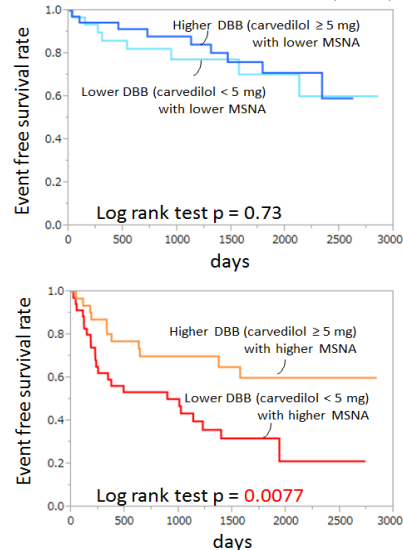 1.0
Higher DBB (carvedilol ≥ 5 mg)
with lower MSNA
0.8
Lower DBB (carvedilol < 5 mg)
with lower MSNA
0.6
0.4
0.2
Log rank test p = 0.73
0.0
0 500 1000 1500 2000 2500 3000
days
Event free survival rate
1.0
0.8
Higher DBB (carvedilol ≥ 5 mg)
with higher MSNA
0.6
Lower DBB (carvedilol < 5 mg)
with higher MSNA
0.4
0.2
Log rank test p = 0.0077
0.0
0 500 1000 1500 2000 2500 3000
days
Event free survival rate